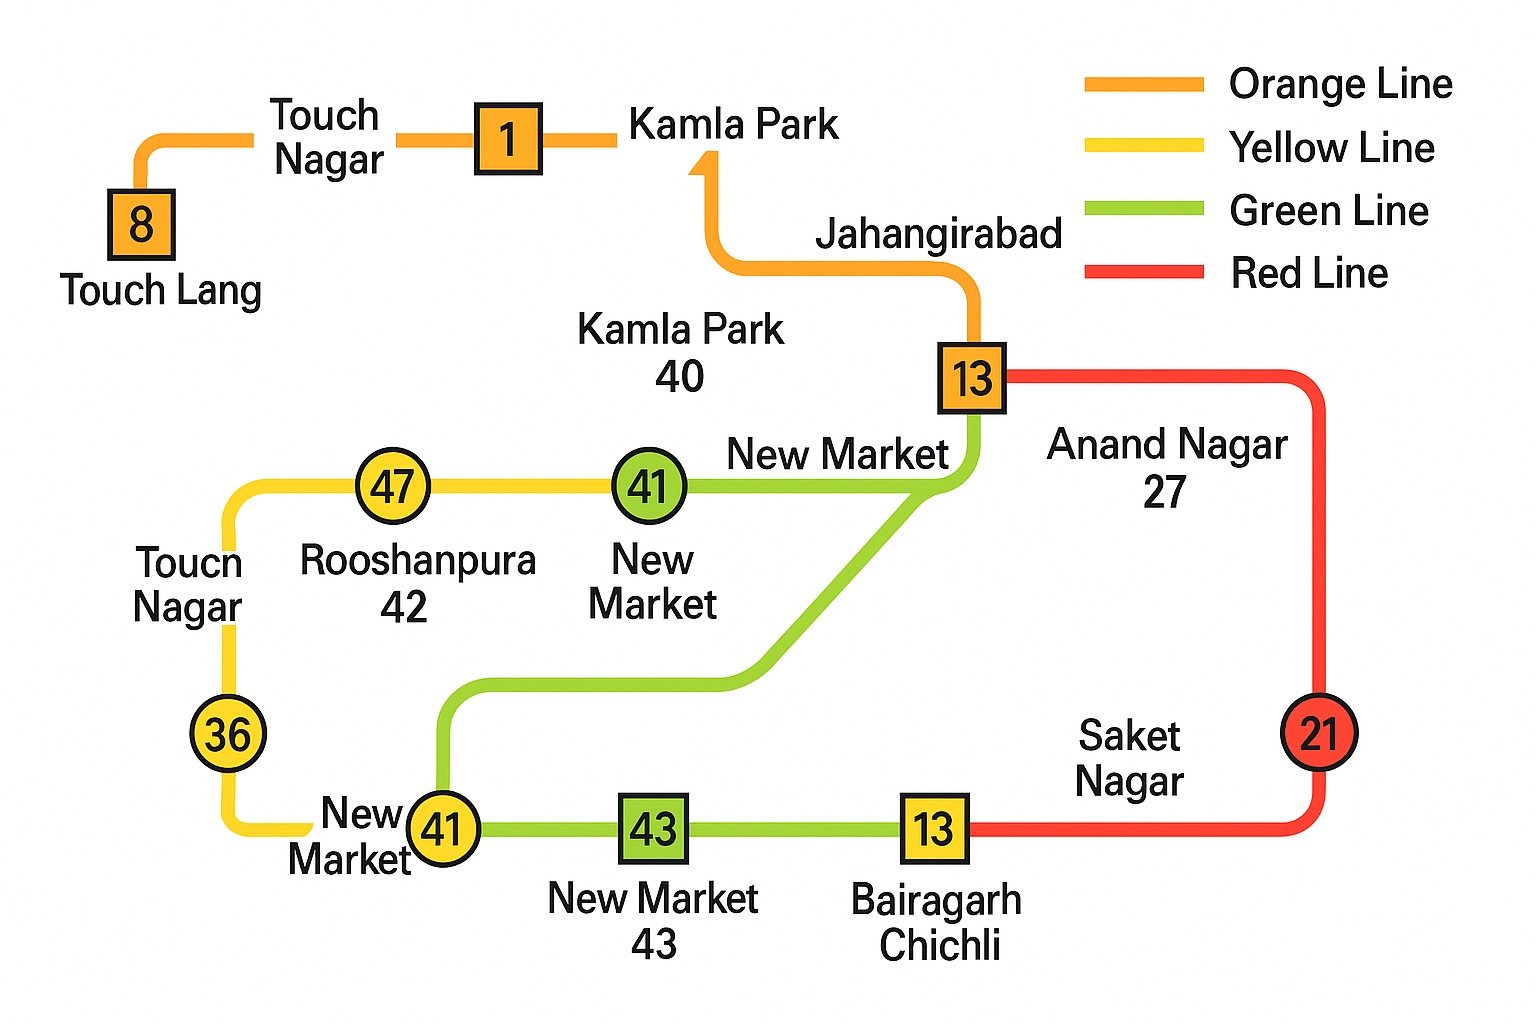 Orange Line
Yellow Line
Green Line
Red Line
Touch
Nagar
1
Kamla Park
8
Touch Lang
Jahangirabad
Kamla Park
40
13
Anand Nagar
27
New Market
47
41
Rooshanpura
42
New
Market
Toucn
Nagar
36
21
Saket
Nagar
New
Market
41
43
13
New Market
43
Bairagarh
Chichli